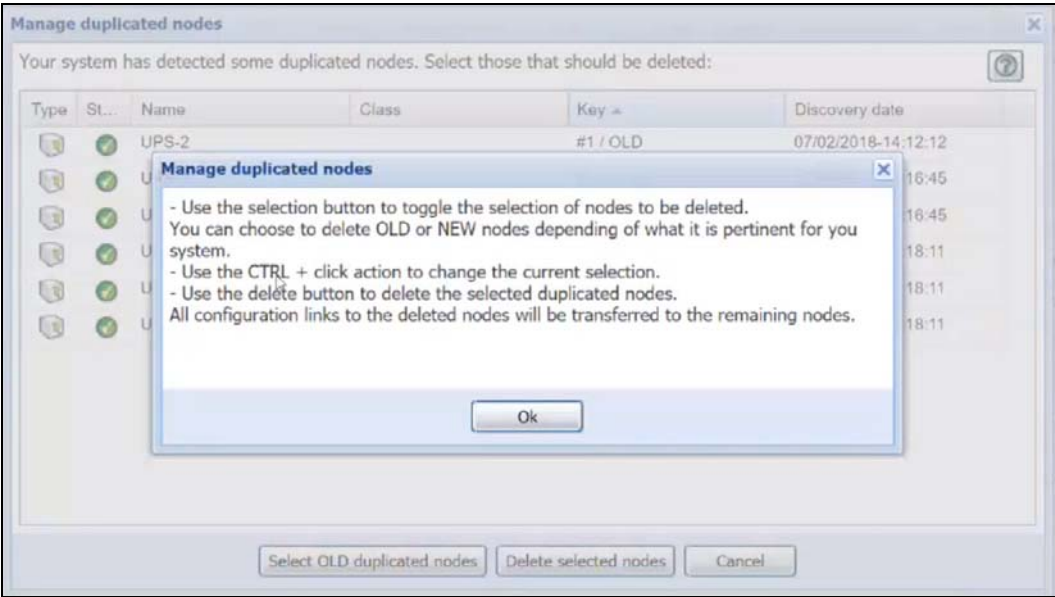 Manage duplicated nodes
Your system has detected some duplicated nodes. Select those that should be deleted:
Type St... Name Class Key Discovery date
UPS-2 #1 / OLD 07/02/2018-14:12:12
Manage duplicated nodes
- Use the selection button to toggle the selection of nodes to be deleted.
You can choose to delete OLD or NEW nodes depending of what it is pertinent for you
system.
- Use the CTRL + click action to change the current selection.
- Use the delete button to delete the selected duplicated nodes.
All configuration links to the deleted nodes will be transferred to the remaining nodes.
Ok
U 16:45
U 16:45
U 18:11
U 18:11
U 18:11
Select OLD duplicated nodes Delete selected nodes Cancel